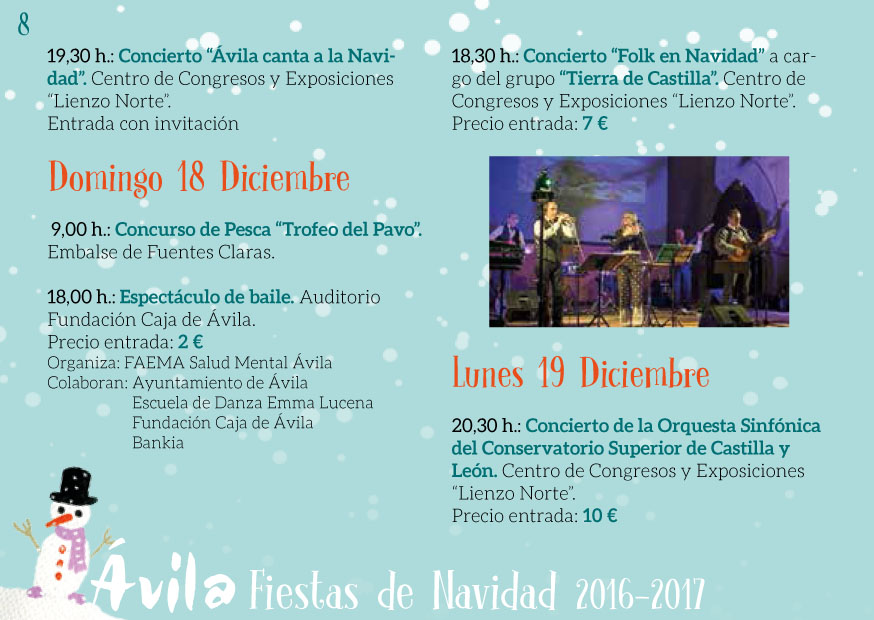 8
19,30 h.: Concierto “Ávila canta a la Navi-
dad”. Centro de Congresos y Exposiciones
“Lienzo Norte”.
Entrada con invitación
Domingo 18 Diciembre
9,00 h.: Concurso de Pesca “Trofeo del Pavo”.
Embalse de Fuentes Claras.
18,00 h.: Espectáculo de baile. Auditorio
Fundación Caja de Ávila.
Precio entrada: 2 €
Organiza: FAEMA Salud Mental Ávila
Colaboran: Ayuntamiento de Ávila
Escuela de Danza Emma Lucena
Fundación Caja de Ávila
Bankia
18,30 h.: Concierto “Folk en Navidad” a car-
go del grupo “Tierra de Castilla”. Centro de
Congresos y Exposiciones “Lienzo Norte”.
Precio entrada: 7 €
Lunes 19 Diciembre
20,30 h.: Concierto de la Orquesta Sinfónica
del Conservatorio Superior de Castilla y
León. Centro de Congresos y Exposiciones
“Lienzo Norte”.
Precio entrada: 10 €
Ávila Fiestas de Navidad 2016-2017